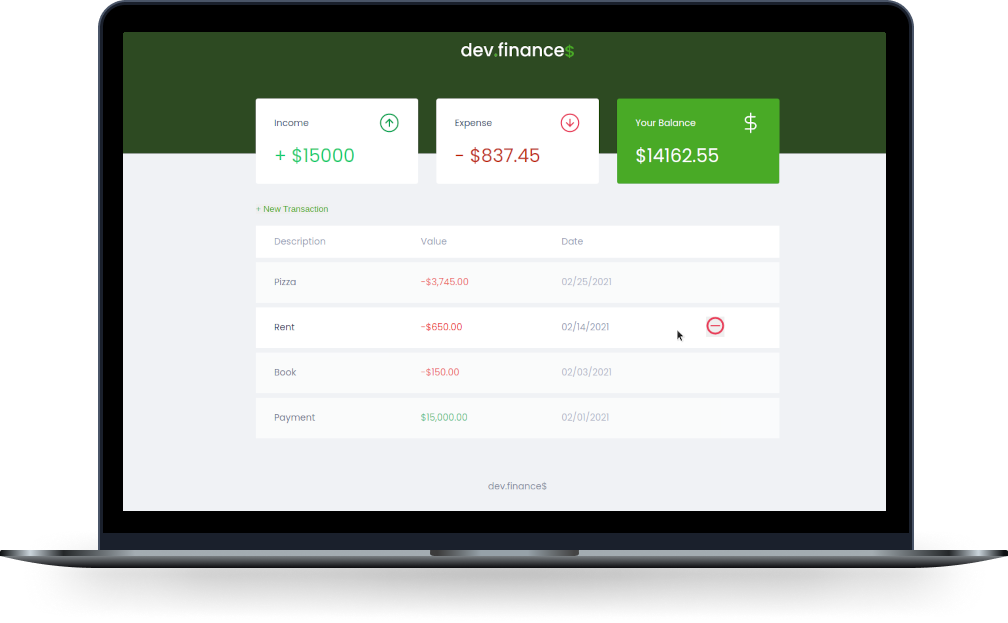 dev.finance$
Income
Expense
Your Balance
+ $15000
- $837.45
$14162.55
+ New Transaction
Description Value Date
Pizza -$3,745.00 02/25/2021
Rent -$650.00 02/14/2021
Book -$150.00 02/03/2021
Payment $15,000.00 02/01/2021
dev.finance$